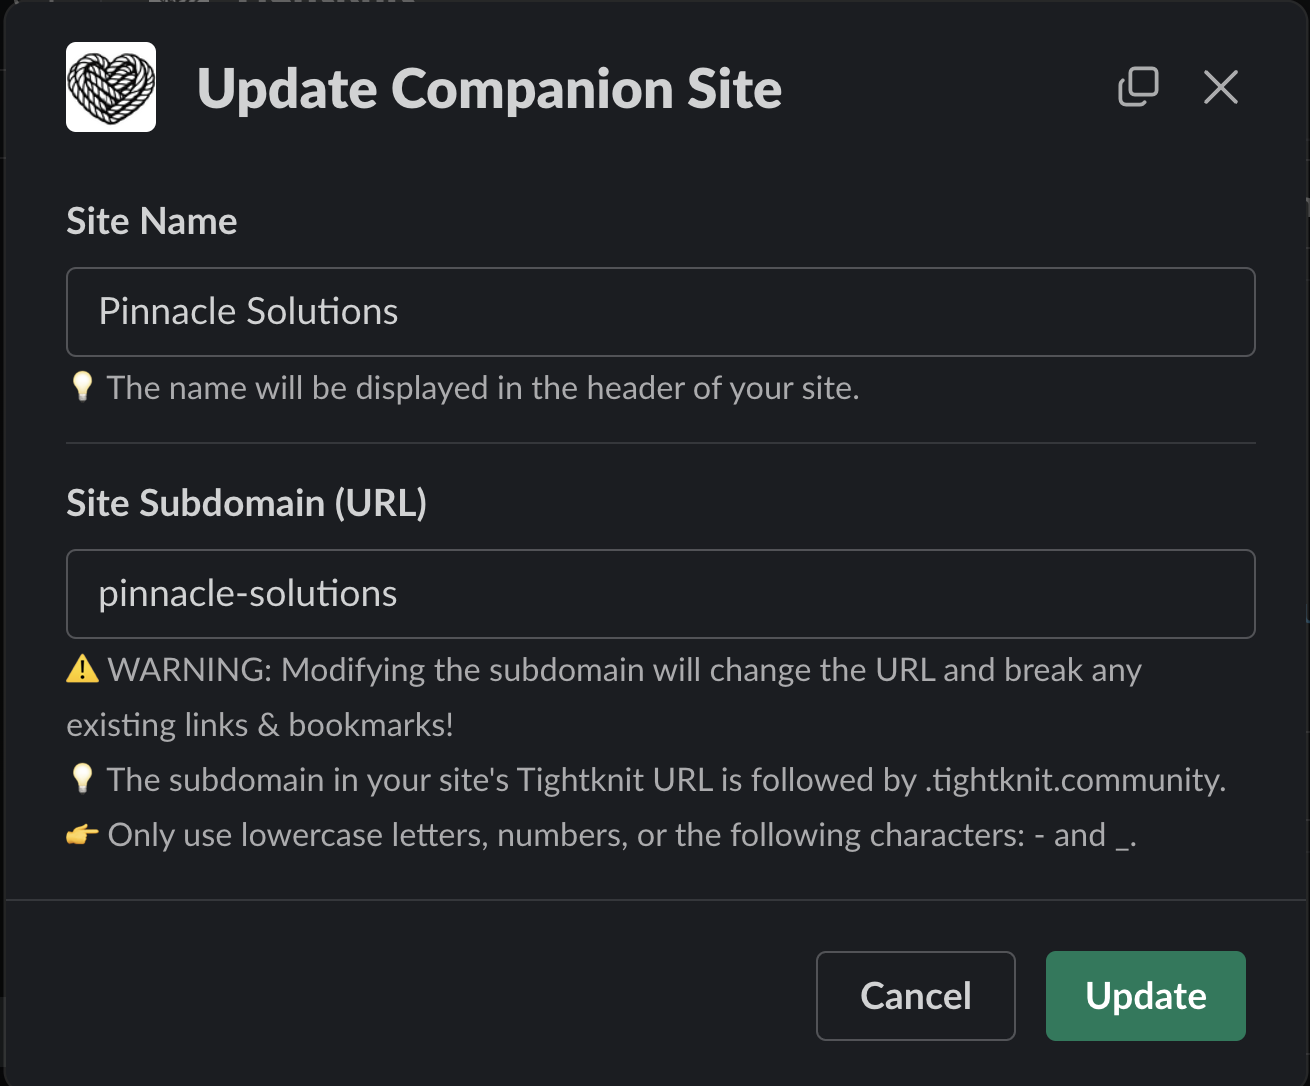 Update Companion Site
Site Name
Pinnacle Solutions
💡 The name will be displayed in the header of your site.
Site Subdomain (URL)
pinnacle-solutions
⚠️ WARNING: Modifying the subdomain will change the URL and break any
existing links & bookmarks!
💡 The subdomain in your site's Tightknit URL is followed by .tightknit.community.
👉 Only use lowercase letters, numbers, or the following characters: - and _.
Cancel
Update